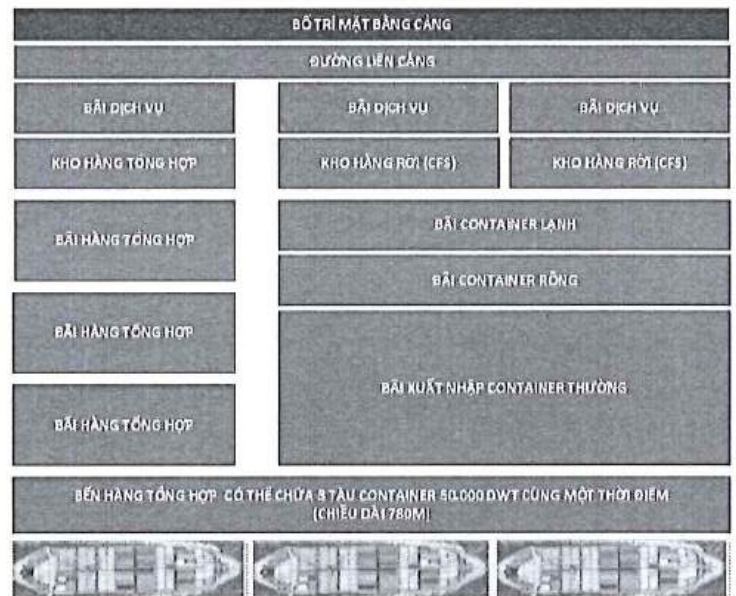 BỐ TRÍ MẶT BẰNG CẢNG
ĐƯỜNG LIÊN CẢNG
BÃI DỊCH VỤ
BÃI DỊCH VỤ
BÃI DỊCH VỤ
KHO HÀNG TỔNG HỢP
KHO HÀNG RỜI (CFS)
KHO HÀNG RỜI (CFS)
BÃI HÀNG TỔNG HỢP
BÃI CONTAINER LẠNH
BÃI CONTAINER RỖNG
BÃI HÀNG TỔNG HỢP
BÃI XUẤT NHẬP CONTAINER THƯỜNG
BÃI HÀNG TỔNG HỢP
BẾN HÀNG TỔNG HỢP CÓ THỂ CHỨA 3 TÀU CONTAINER 50.000 DWT CÙNG MỘT THỜI ĐIỂM
(CHIỀU DÀI 780M)